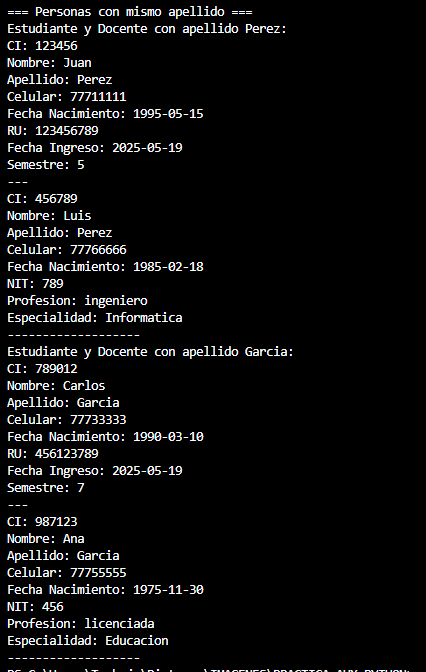 === Personas con mismo apellido ===
Estudiante y Docente con apellido Perez:
CI: 123456
Nombre: Juan
Apellido: Perez
Celular: 77711111
Fecha Nacimiento: 1995-05-15
RU: 123456789
Fecha Ingreso: 2025-05-19
Semestre: 5
---
CI: 456789
Nombre: Luis
Apellido: Perez
Celular: 77766666
Fecha Nacimiento: 1985-02-18
NIT: 789
Profesion: ingeniero
Especialidad: Informatica
-------------------
Estudiante y Docente con apellido Garcia:
CI: 789012
Nombre: Carlos
Apellido: Garcia
Celular: 77733333
Fecha Nacimiento: 1990-03-10
RU: 456123789
Fecha Ingreso: 2025-05-19
Semestre: 7
---
CI: 987123
Nombre: Ana
Apellido: Garcia
Celular: 77755555
Fecha Nacimiento: 1975-11-30
NIT: 456
Profesion: licenciada
Especialidad: Educacion
-------------------